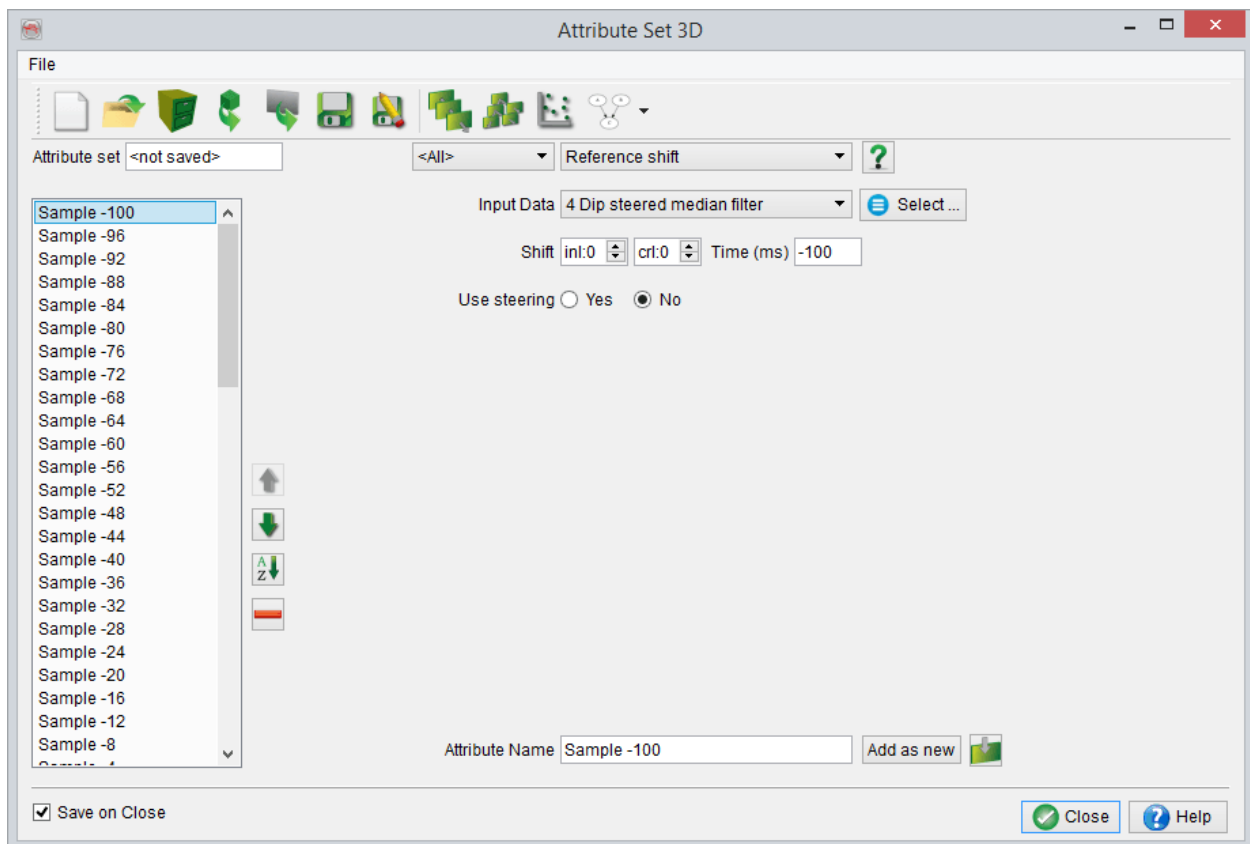 Attribute Set 3D
File
Attribute set <not saved>
<All> Reference shift
Input Data 4 Dip steered median filter Select ...
Shift inl:0 crl:0 Time (ms) -100
Use steering Yes No
Sample -100
Sample -96
Sample -92
Sample -88
Sample -84
Sample -80
Sample -76
Sample -72
Sample -68
Sample -64
Sample -60
Sample -56
Sample -52
Sample -48
Sample -44
Sample -40
Sample -36
Sample -32
Sample -28
Sample -24
Sample -20
Sample -16
Sample -12
Sample -8
A
Z
Attribute Name Sample -100 Add as new
Save on Close
Close Help